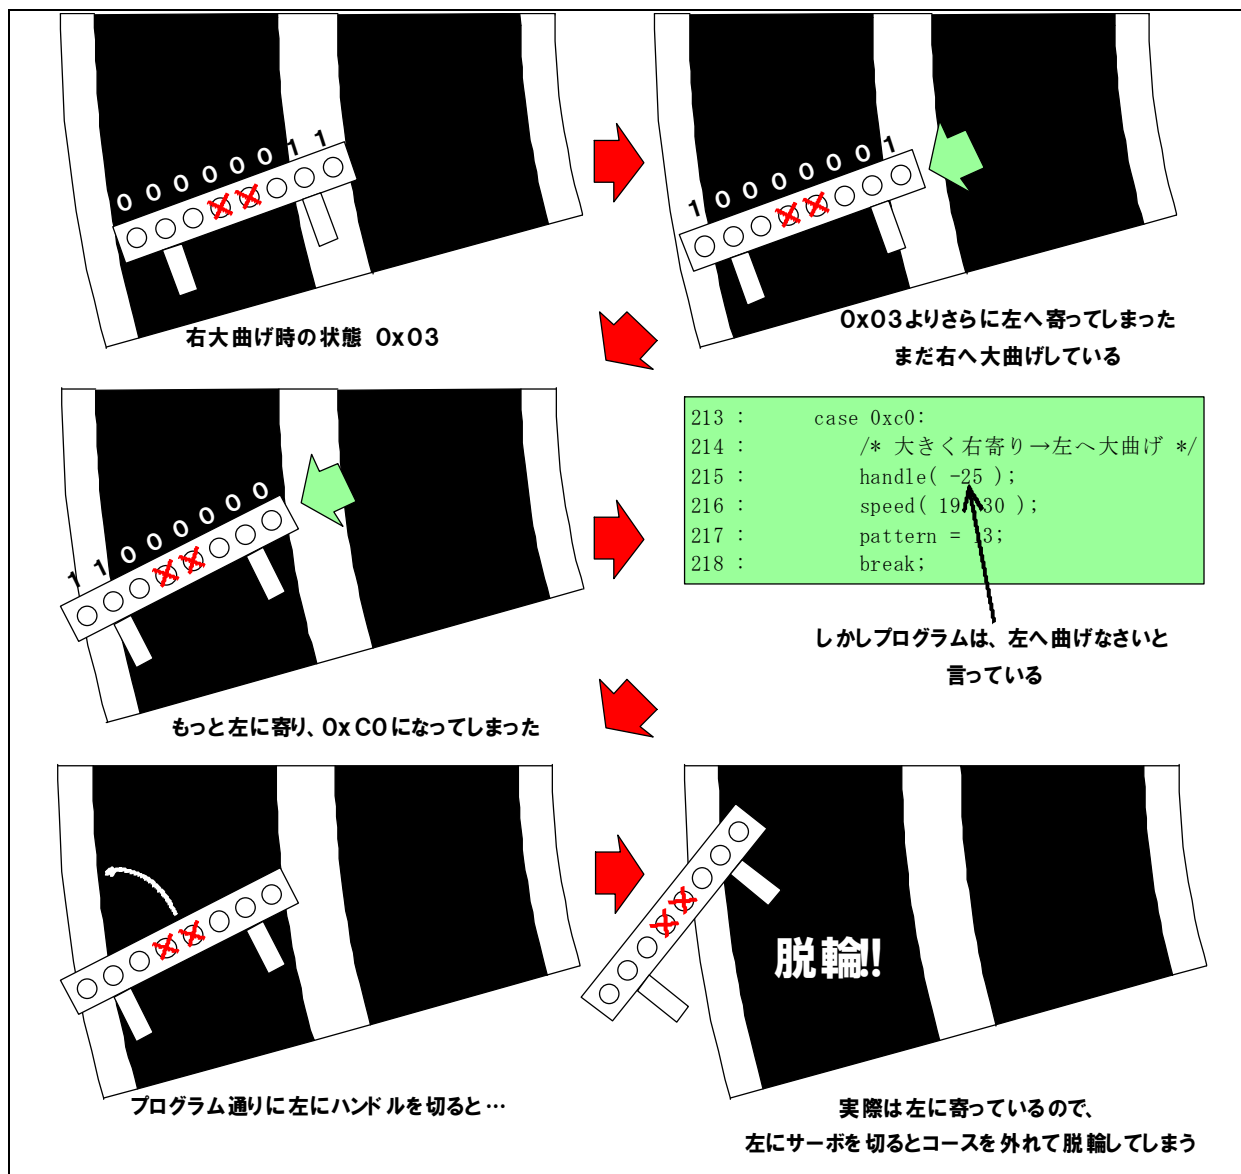 0 0 0 0 0 0 1 1
右大曲げ時の状態 0x03
1 0 0 0 0 0 0 1
0x03よりさらに左へ寄ってしまった
まだ右へ大曲げしている
1 1 0 0 0 0 0 0
もっと左に寄り、0xC0になってしまった
213 : case 0xc0:
214 : /* 大きく右寄り→左へ大曲げ */
215 : handle( -25 );
216 : speed( 19 30 );
217 : pattern = 13;
218 : break;
しかしプログラムは、左へ曲げなさいと
言っている
プログラム通りに左にハンドルを切ると…
脱輪!!
実際は左に寄っているので、
左にサーボを切るとコースを外れて脱輪してしまう